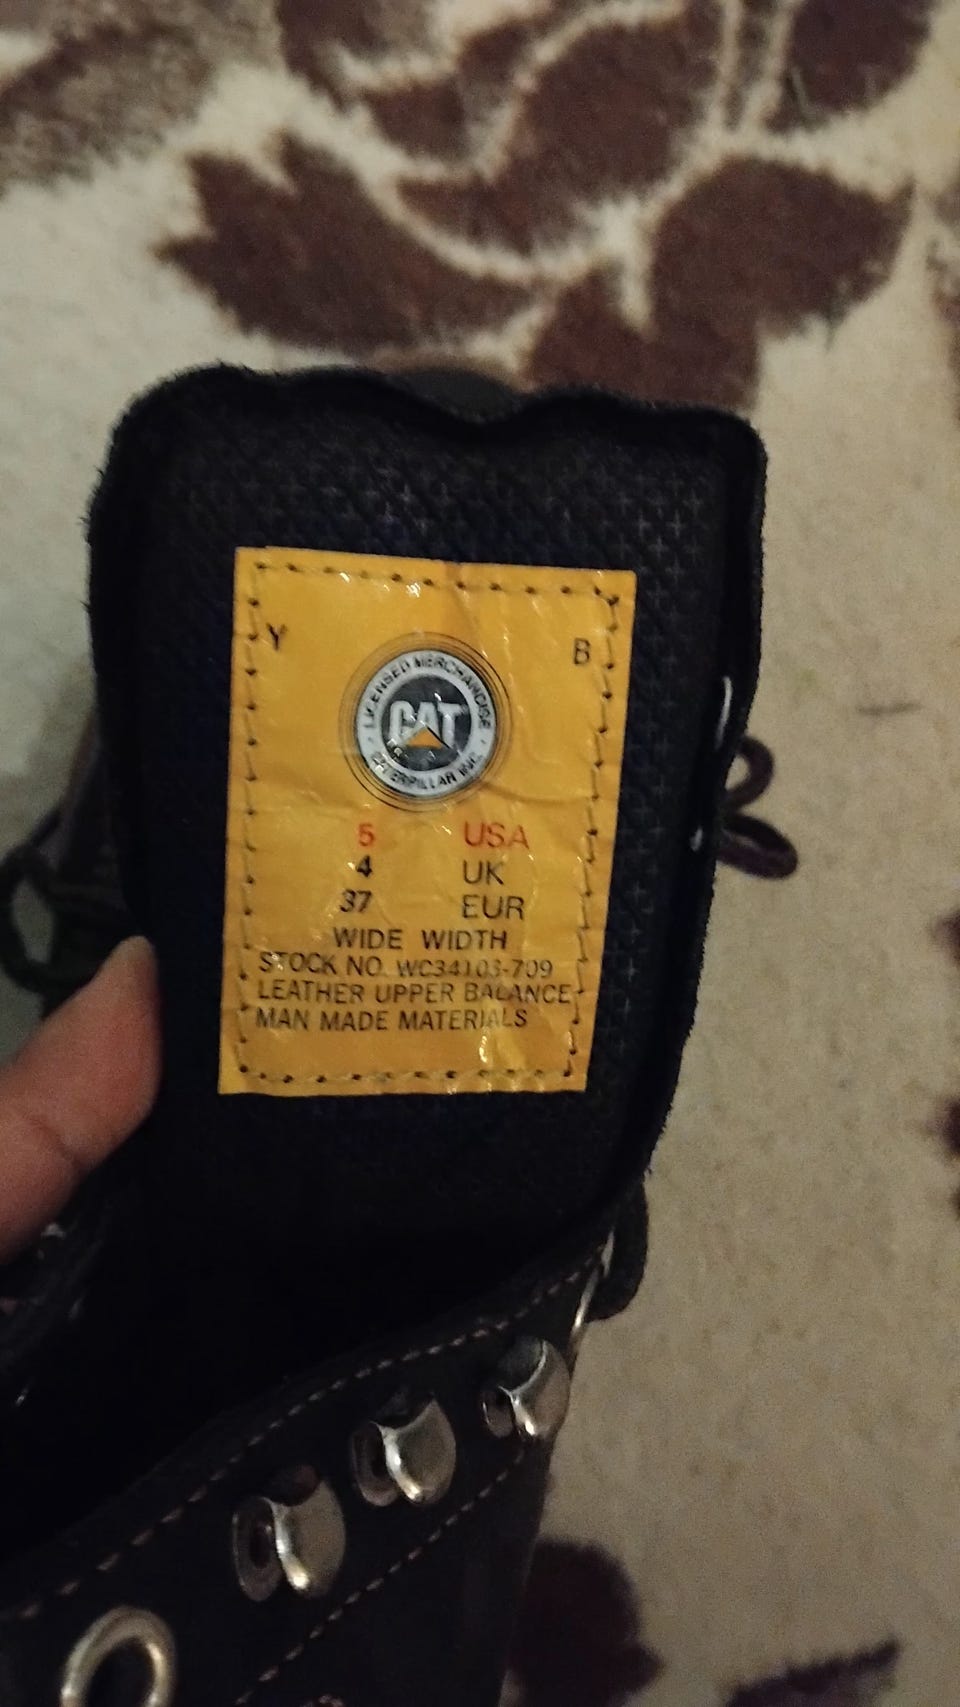 Y B
LICENSED MERCHANDISE
CAT
CATERPILLAR INC.
5 USA
4 UK
37 EUR
WIDE WIDTH
STOCK NO. WC34103-709
LEATHER UPPER BALANCE
MAN MADE MATERIALS